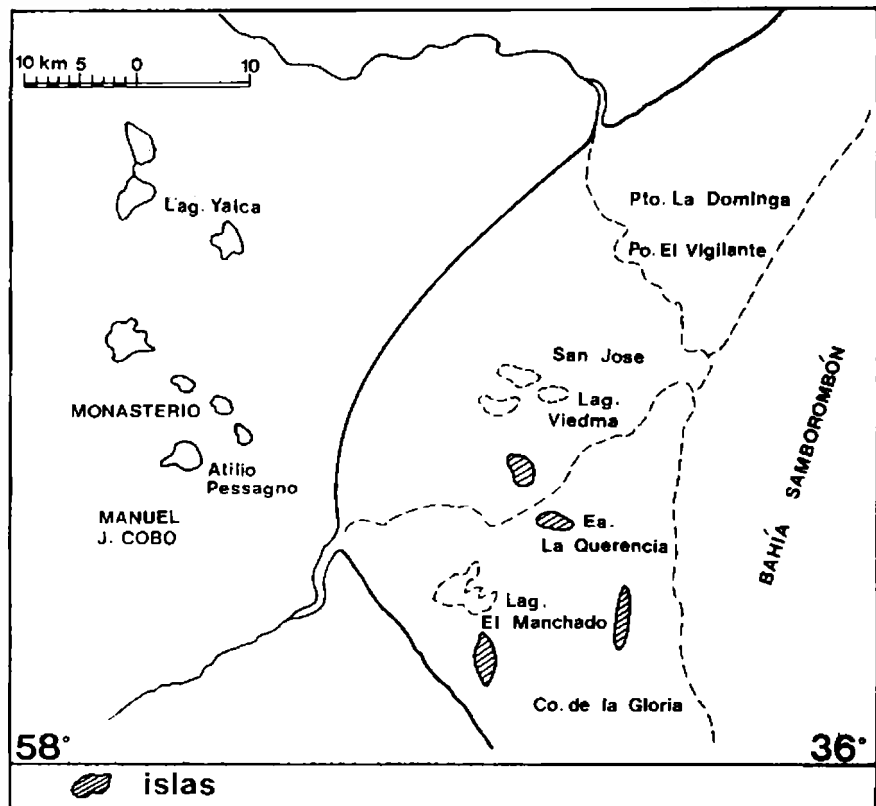 10 km 5 0 10
Lag. Yalca
Pto. La Dominga
Po. El Vigilante
San Jose
Lag.
Viedma
MONASTERIO
Atilio
Pessagno
MANUEL
J. COBO
Ea.
La Querencia
Lag.
El Manchado
Co. de la Gloria
BAHÍA SAMBOROMBÓN
58°
36°
islas